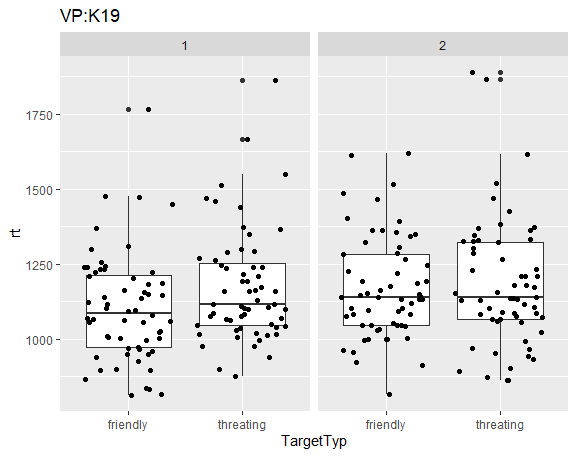 VP:K19
1 2
1750
1500
1250
1000
rt
friendly threating friendly threating
TargetTyp